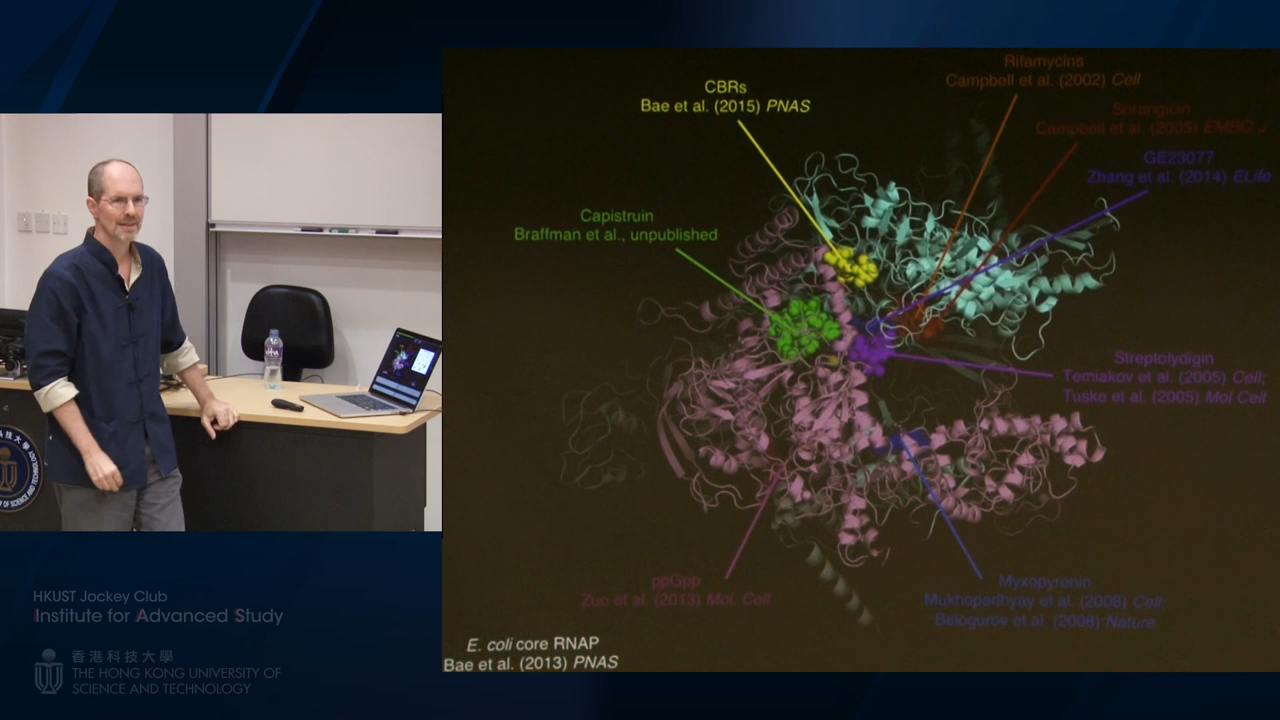 CBRs
Bae et al. (2015) PNAS
Rifamycins
Campbell et al. (2002) Cell
Sorangicin
Campbell et al. (2005) EMBO J
GE23077
Zhang et al. (2014) ELife
Capistruin
Braffman et al., unpublished
Streptolydigin
Temiakov et al. (2005) Cell;
Tuske et al. (2005) Mol Cell
ppGpp
Zuo et al. (2013) Mol. Cell
Myxopyronin
Mukhopadhyay et al. (2008) Cell;
Belogurov et al. (2008) Nature
E. coli core RNAP
Bae et al. (2013) PNAS
HKUST Jockey Club
Institute for Advanced Study
香港科技大學
THE HONG KONG UNIVERSITY OF
SCIENCE AND TECHNOLOGY